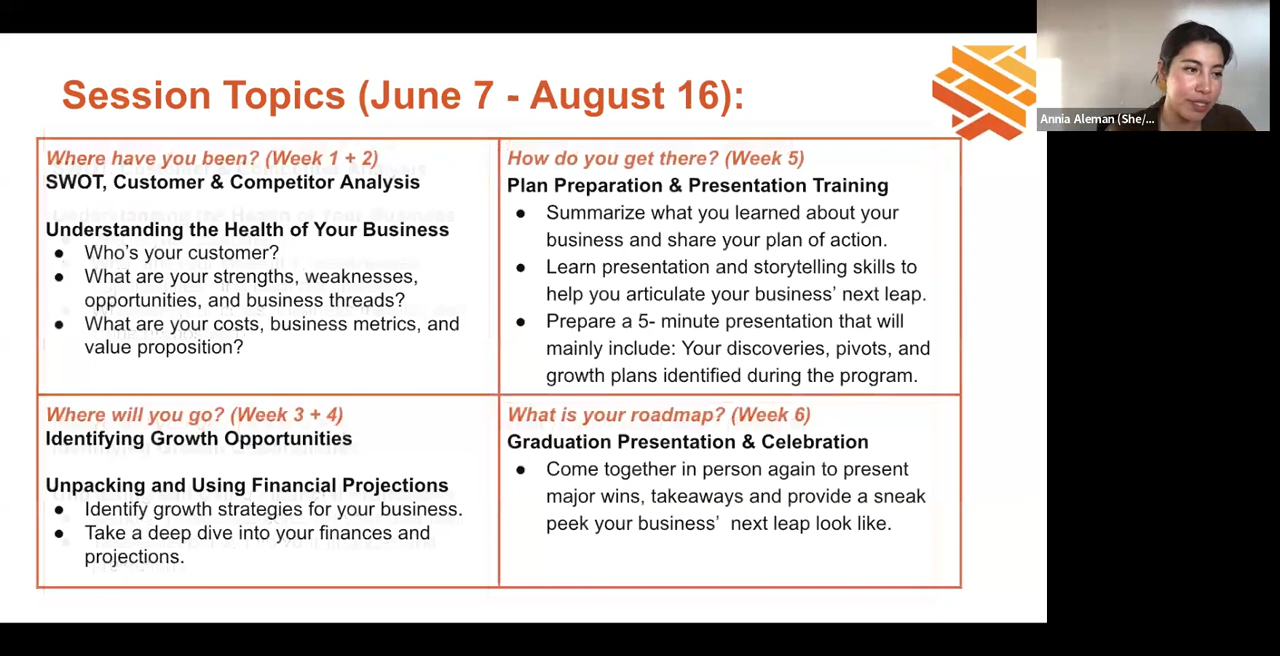 Session Topics (June 7 - August 16):
Annia Aleman (She/...
Where have you been? (Week 1 + 2)
SWOT, Customer & Competitor Analysis
Understanding the Health of Your Business
● Who's your customer?
● What are your strengths, weaknesses,
opportunities, and business threads?
● What are your costs, business metrics, and
value proposition?
How do you get there? (Week 5)
Plan Preparation & Presentation Training
● Summarize what you learned about your
business and share your plan of action.
● Learn presentation and storytelling skills to
help you articulate your business' next leap.
● Prepare a 5- minute presentation that will
mainly include: Your discoveries, pivots, and
growth plans identified during the program.
Where will you go? (Week 3 + 4)
Identifying Growth Opportunities
Unpacking and Using Financial Projections
● Identify growth strategies for your business.
● Take a deep dive into your finances and
projections.
What is your roadmap? (Week 6)
Graduation Presentation & Celebration
● Come together in person again to present
major wins, takeaways and provide a sneak
peek your business' next leap look like.